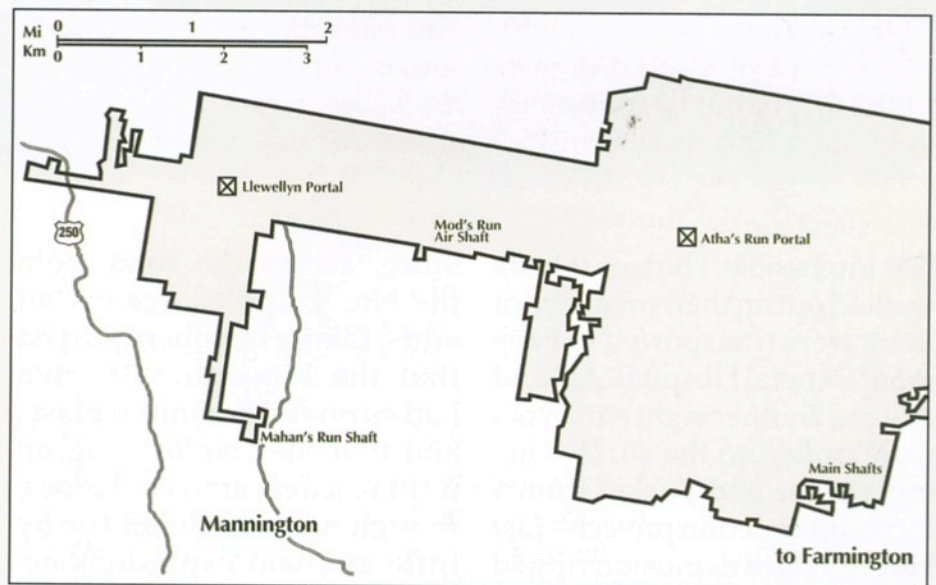 Mi
0 1 2
Km
0 1 2 3
Llewellyn Portal
250
Mod's Run
Air Shaft
Atha's Run Portal
Mahan's Run Shaft
Main Shafts
Mannington
to Farmington